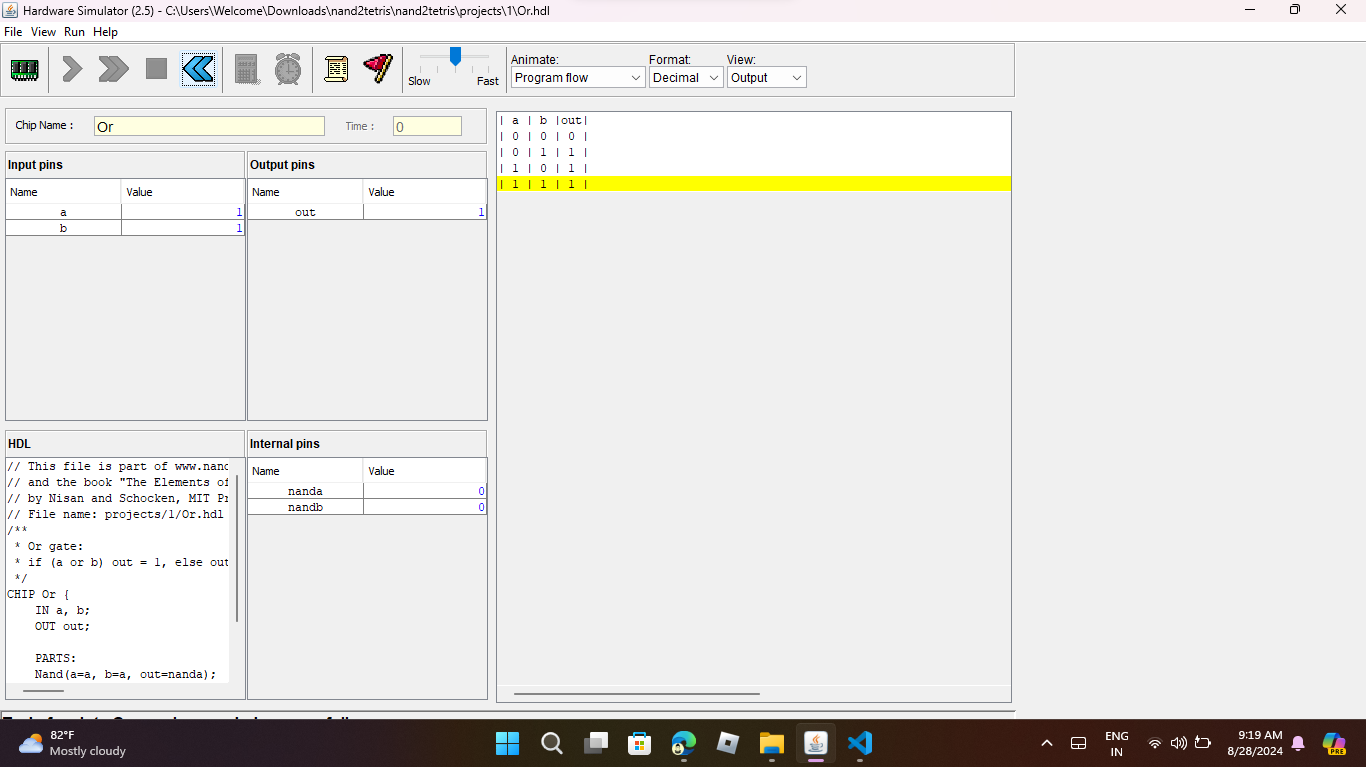 Hardware Simulator (2.5) - C:\Users\Welcome\Downloads\nand2tetris\nand2tetris\projects\1\Or.hdl
File View Run Help
Slow Fast
Animate: Format: View:
Program flow Decimal Output
Chip Name : Or Time : 0
Input pins
Name Value
a 1
b 1
Output pins
Name Value
out 1
| a | b |out|
| 0 | 0 | 0 |
| 0 | 1 | 1 |
| 1 | 0 | 1 |
| 1 | 1 | 1 |
HDL
// This file is part of www.nand
// and the book "The Elements of
// by Nisan and Schocken, MIT Pr
// File name: projects/1/Or.hdl
/**
* Or gate:
* if (a or b) out = 1, else out
*/
CHIP Or {
IN a, b;
OUT out;
PARTS:
Nand(a=a, b=a, out=nanda);
Internal pins
Name Value
nanda 0
nandb 0
82°F
Mostly cloudy
ENG
IN
9:19 AM
8/28/2024
PRE